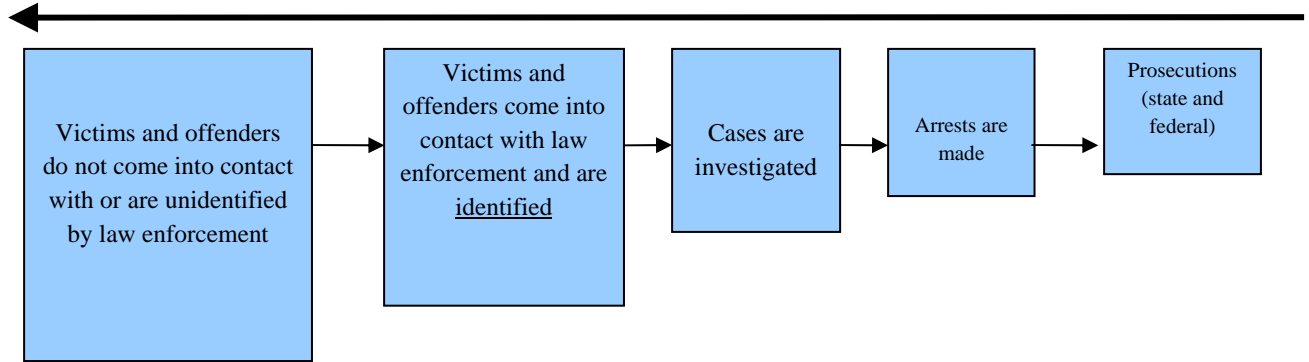 Victims and offenders
do not come into contact
with or are unidentified
by law enforcement
Victims and
offenders come into
contact with law
enforcement and are
identified
Cases are
investigated
Arrests are
made
Prosecutions
(state and
federal)